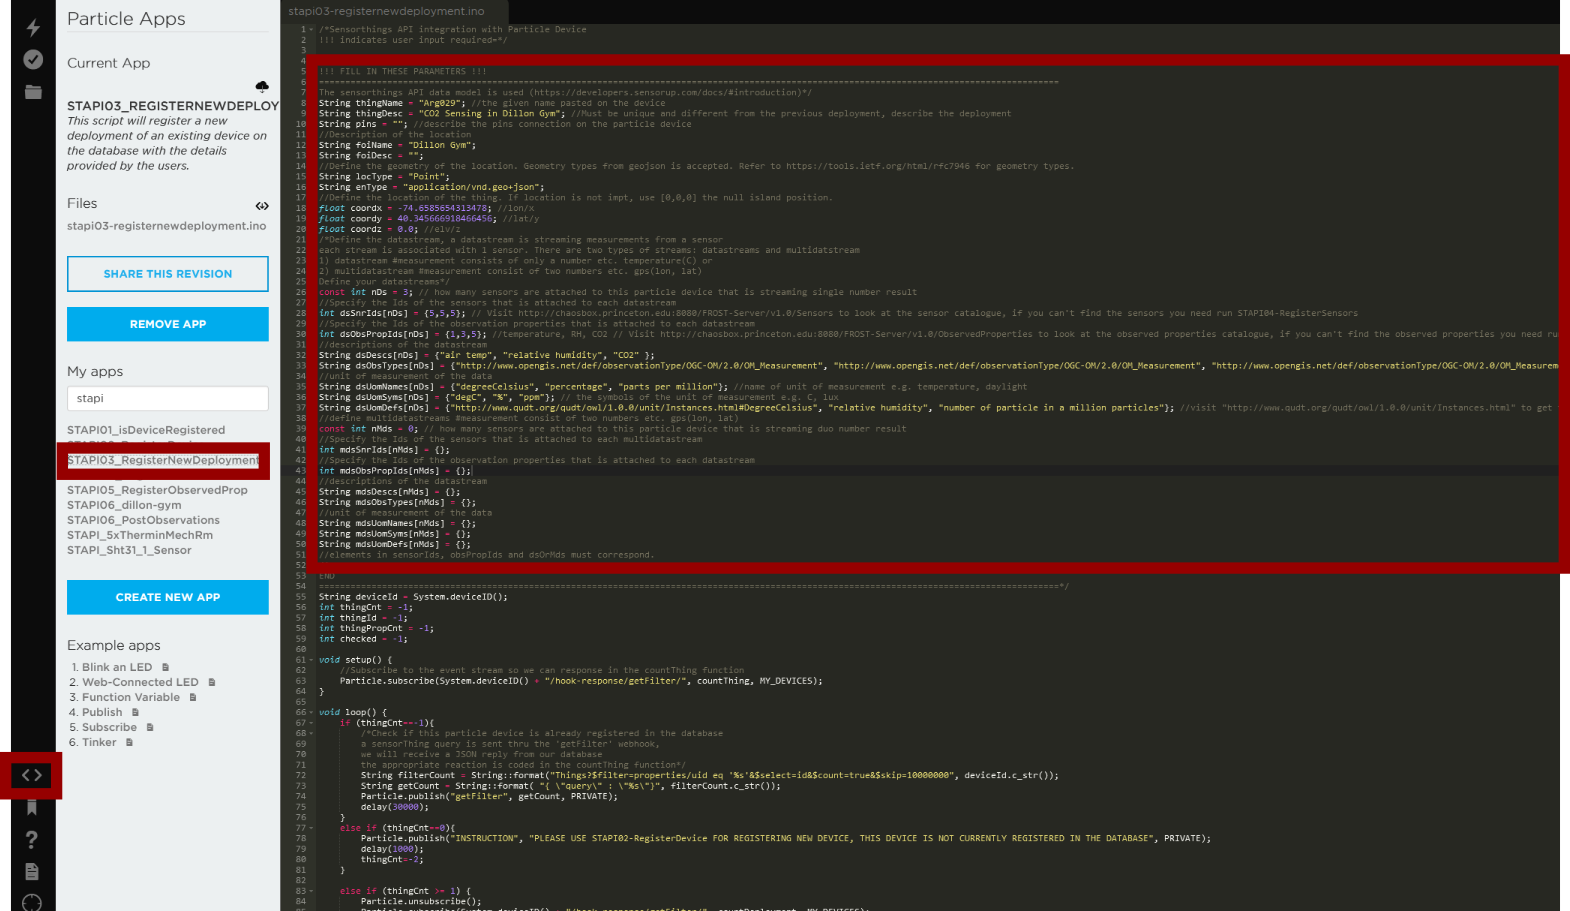 Particle Apps
Current App
STAPI03_REGISTERNEWDEPLOY
This script will register a new
deployment of an existing device on
the database with the details
provided by the users.
Files
stapi03-registernewdeployment.ino
SHARE THIS REVISION
REMOVE APP
My apps
stapi
STAPI01_isDeviceRegistered
STAPI03_RegisterNewDeployment
STAPI05_RegisterObservedProp
STAPI06_dillon-gym
STAPI06_PostObservations
STAPI_5xTherminMechRm
STAPI_Sht31_1_Sensor
CREATE NEW APP
Example apps
1. Blink an LED
2. Web-Connected LED
3. Function Variable
4. Publish
5. Subscribe
6. Tinker
stapi03-registernewdeployment.ino
1 /*Sensorthings API integration with Particle Device
2 !!! indicates user input required=*/
3
4
5 !!! FILL IN THESE PARAMETERS !!!
6
7 The sensorthings API data model is used (https://developers.sensorup.com/docs/#introduction)*/
8 String thingName = "Arg029"; //the given name pasted on the device
9 String thingDesc = "CO2 Sensing in Dillon Gym"; //Must be unique and different from the previous deployment, describe the deployment
10 String pins = ""; //describe the pins connection on the particle device
11 //Description of the location
12 String foiName = "Dillon Gym";
13 String foiDesc = "";
14 //Define the geometry of the location. Geometry types from geojson is accepted. Refer to https://tools.ietf.org/html/rfc7946 for geometry types.
15 String locType = "Point";
16 String enType = "application/vnd.geo+json";
17 //Define the location of the thing. If location is not impt, use [0,0,0] the null island position.
18 float coordx = -74.6585654313478; //lon/x
19 float coordy = 40.345666918466456; //lat/y
20 float coordz = 0.0; //elv/z
21 /*Define the datastream, a datastream is streaming measurements from a sensor
22 each stream is associated with 1 sensor. There are two types of streams: datastreams and multidatstream
23 1) datastream #measurement consists of only a number etc. temperature(C) or
24 2) multidatastream #measurement consist of two numbers etc. gps(lon, lat)
25 Define your datastreams*/
26 const int nDs = 3; // how many sensors are attached to this particle device that is streaming single number result
27 //Specify the Ids of the sensors that is attached to each datastream
28 int dsSnrIds[nDs] = {5,5,5}; // Visit http://chaosbox.princeton.edu:8080/FROST-Server/v1.0/Sensors to look at the sensor catalogue, if you can't find the sensors you need run STAPI04-RegisterSensors
29 //Specify the Ids of the observation properties that is attached to each datastream
30 int dsObsPropIds[nDs] = {1,3,5}; //temperature, RH, CO2 // Visit http://chaosbox.princeton.edu:8080/FROST-Server/v1.0/ObservedProperties to look at the observed properties catalogue, if you can't find the observed properties you need ru
31 //descriptions of the datastream
32 String dsDescs[nDs] = {"air temp", "relative humidity", "CO2" };
33 String dsObsTypes[nDs] = {"http://www.opengis.net/def/observationType/OGC-OM/2.0/OM_Measurement", "http://www.opengis.net/def/observationType/OGC-OM/2.0/OM_Measurement", "http://www.opengis.net/def/observationType/OGC-OM/2.0/OM_Measurem
34 //unit of measurement of the data
35 String dsUomNames[nDs] = {"degreeCelsius", "percentage", "parts per million"}; //name of unit of measurement e.g. temperature, daylight
36 String dsUomSyms[nDs] = {"degC", "%", "ppm"}; // the symbols of the unit of measurement e.g. C, lux
37 String dsUomDefs[nDs] = {"http://www.qudt.org/qudt/owl/1.0.0/unit/Instances.html#DegreeCelsius", "relative humidity", "number of particle in a million particles"}; //visit "http://www.qudt.org/qudt/owl/1.0.0/unit/Instances.html" to get
38 //define multidatastreams #measurement consist of two numbers etc. gps(lon, lat)
39 const int nMds = 0; // how many sensors are attached to this particle device that is streaming duo number result
40 //Specify the Ids of the sensors that is attached to each multidatastream
41 int mdsSnrIds[nMds] = {};
42 //Specify the Ids of the observation properties that is attached to each datastream
43 int mdsObsPropIds[nMds] = {};
44 //descriptions of the datastream
45 String mdsDescs[nMds] = {};
46 String mdsObsTypes[nMds] = {};
47 //unit of measurement of the data
48 String mdsUomNames[nMds] = {};
49 String mdsUomSyms[nMds] = {};
50 String mdsUomDefs[nMds] = {};
51 //elements in sensorIds, obsPropIds and dsOrMds must correspond.
52
53 END
54
55 String deviceId = System.deviceID();
56 int thingCnt = -1;
57 int thingId = -1;
58 int thingPropCnt = -1;
59 int checked = -1;
60
61 void setup() {
62 //Subscribe to the event stream so we can response in the countThing function
63 Particle.subscribe(System.deviceID() + "/hook-response/getFilter/", countThing, MY_DEVICES);
64 }
65
66 void loop() {
67 if (thingCnt==-1){
68 /*Check if this particle device is already registered in the database
69 a sensorThing query is sent thru the 'getFilter' webhook,
70 we will receive a JSON reply from our database
71 the appropriate reaction is coded in the countThing function*/
72 String filterCount = String::format("Things?$filter=properties/uid eq '%s'&$select=id&$count=true&$skip=10000000", deviceId.c_str());
73 String getCount = String::format( "{ \"query\" : \"%s\"}", filterCount.c_str());
74 Particle.publish("getFilter", getCount, PRIVATE);
75 delay(30000);
76 }
77 else if (thingCnt==0){
78 Particle.publish("INSTRUCTION", "PLEASE USE STAPI02-RegisterDevice FOR REGISTERING NEW DEVICE, THIS DEVICE IS NOT CURRENTLY REGISTERED IN THE DATABASE", PRIVATE);
79 delay(1000);
80 thingCnt=-2;
81 }
82
83 else if (thingCnt >= 1) {
84 Particle.unsubscribe();